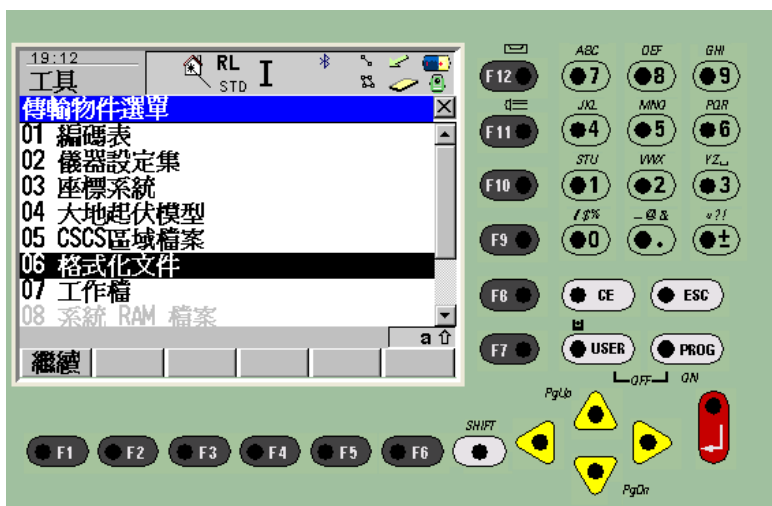 19:12
工具
RL
STD
I
傳輸物件選單
01 編碼表
02 儀器設定集
03 座標系統
04 大地起伏模型
05 CSCS區域檔案
06 格式化文件
07 工作檔
08 系統 RAM 檔案
a
繼續
F12
ABC
DEF
GHI
7
8
9
F11
JKL
MNO
PQR
4
5
6
F10
STU
VWX
YZ
1
2
3
F9
/$%
_@&
*?!
0
.
±
F8
CE
ESC
F7
USER
PROG
OFF
ON
PgUp
SHIFT
F1
F2
F3
F4
F5
F6
PgDn